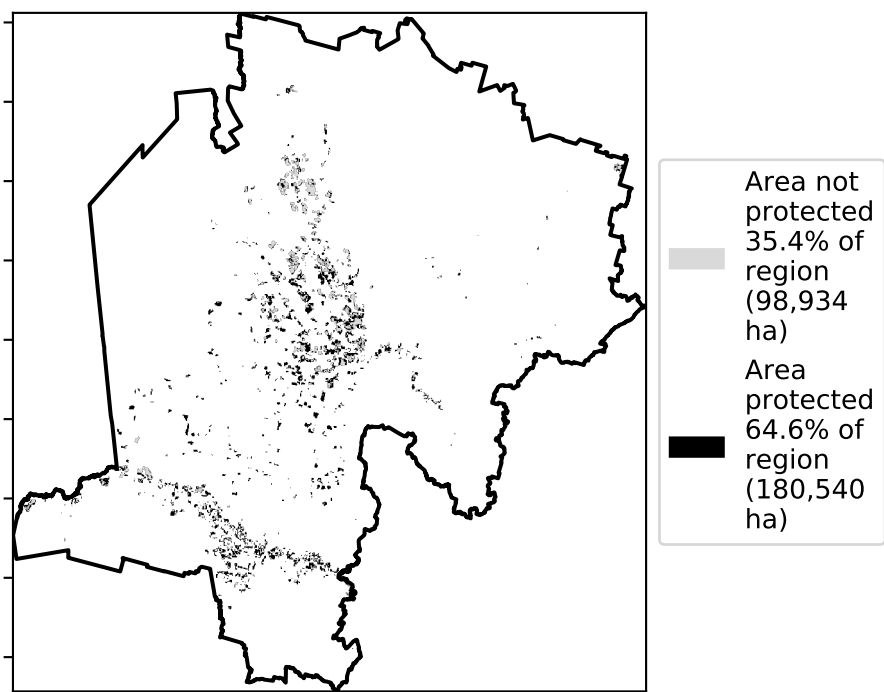 Area not
protected
35.4% of
region
(98,934
ha)
Area
protected
64.6% of
region
(180,540
ha)